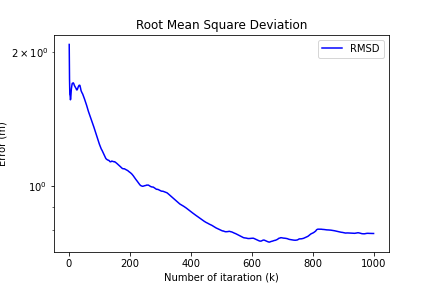 Root Mean Square Deviation
RMSD
2 × 10⁰
10⁰
Error (m)
0 200 400 600 800 1000
Number of itaration (k)